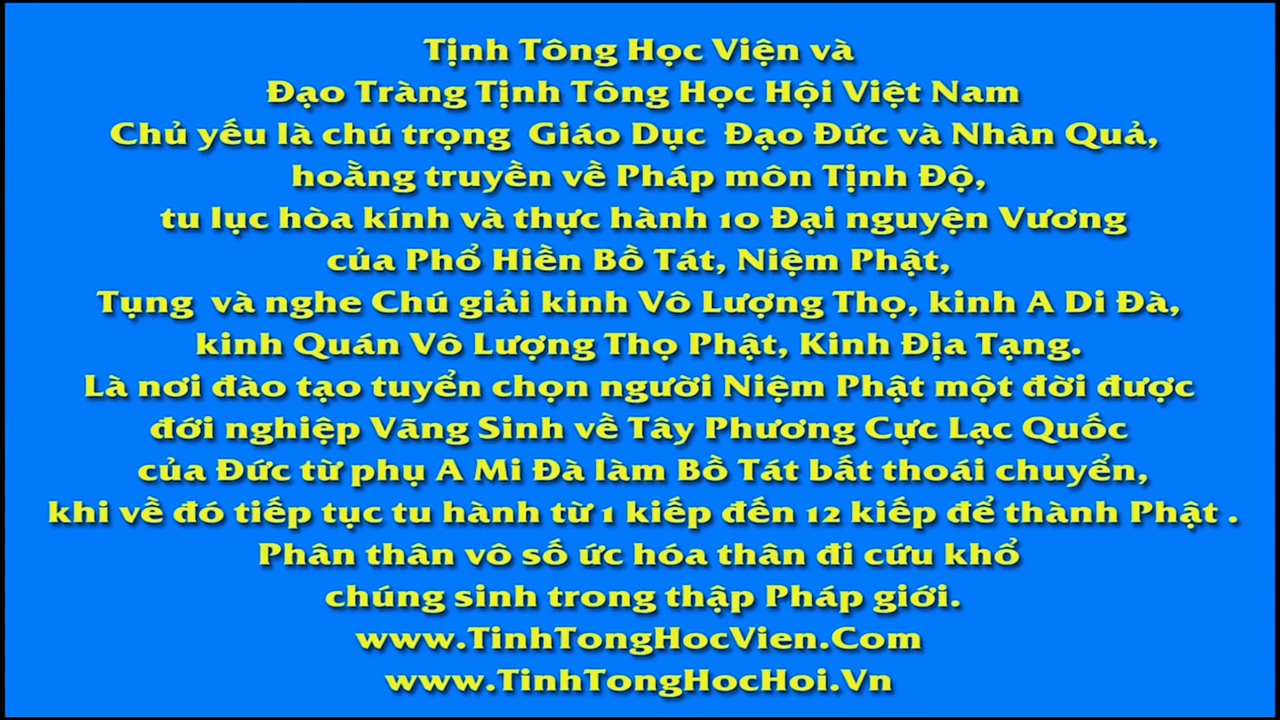 Tịnh Tông Học Viện và
Đạo Tràng Tịnh Tông Học Hội Việt Nam
Chủ yếu là chú trọng Giáo Dục Đạo Đức và Nhân Quả,
hoằng truyền về Pháp môn Tịnh Độ,
tu lục hòa kính và thực hành 10 Đại nguyện Vương
của Phổ Hiền Bồ Tát, Niệm Phật,
Tụng và nghe Chú giải kinh Vô Lượng Thọ, kinh A Di Đà,
kinh Quán Vô Lượng Thọ Phật, Kinh Địa Tạng.
Là nơi đào tạo tuyển chọn người Niệm Phật một đời được
đới nghiệp Vãng Sinh về Tây Phương Cực Lạc Quốc
của Đức từ phụ A Mi Đà làm Bồ Tát bất thoái chuyển,
khi về đó tiếp tục tu hành từ 1 kiếp đến 12 kiếp để thành Phật .
Phân thân vô số ức hóa thân đi cứu khổ
chúng sinh trong thập Pháp giới.
www.TinhTongHocVien.Com
www.TinhTongHocHoi.Vn